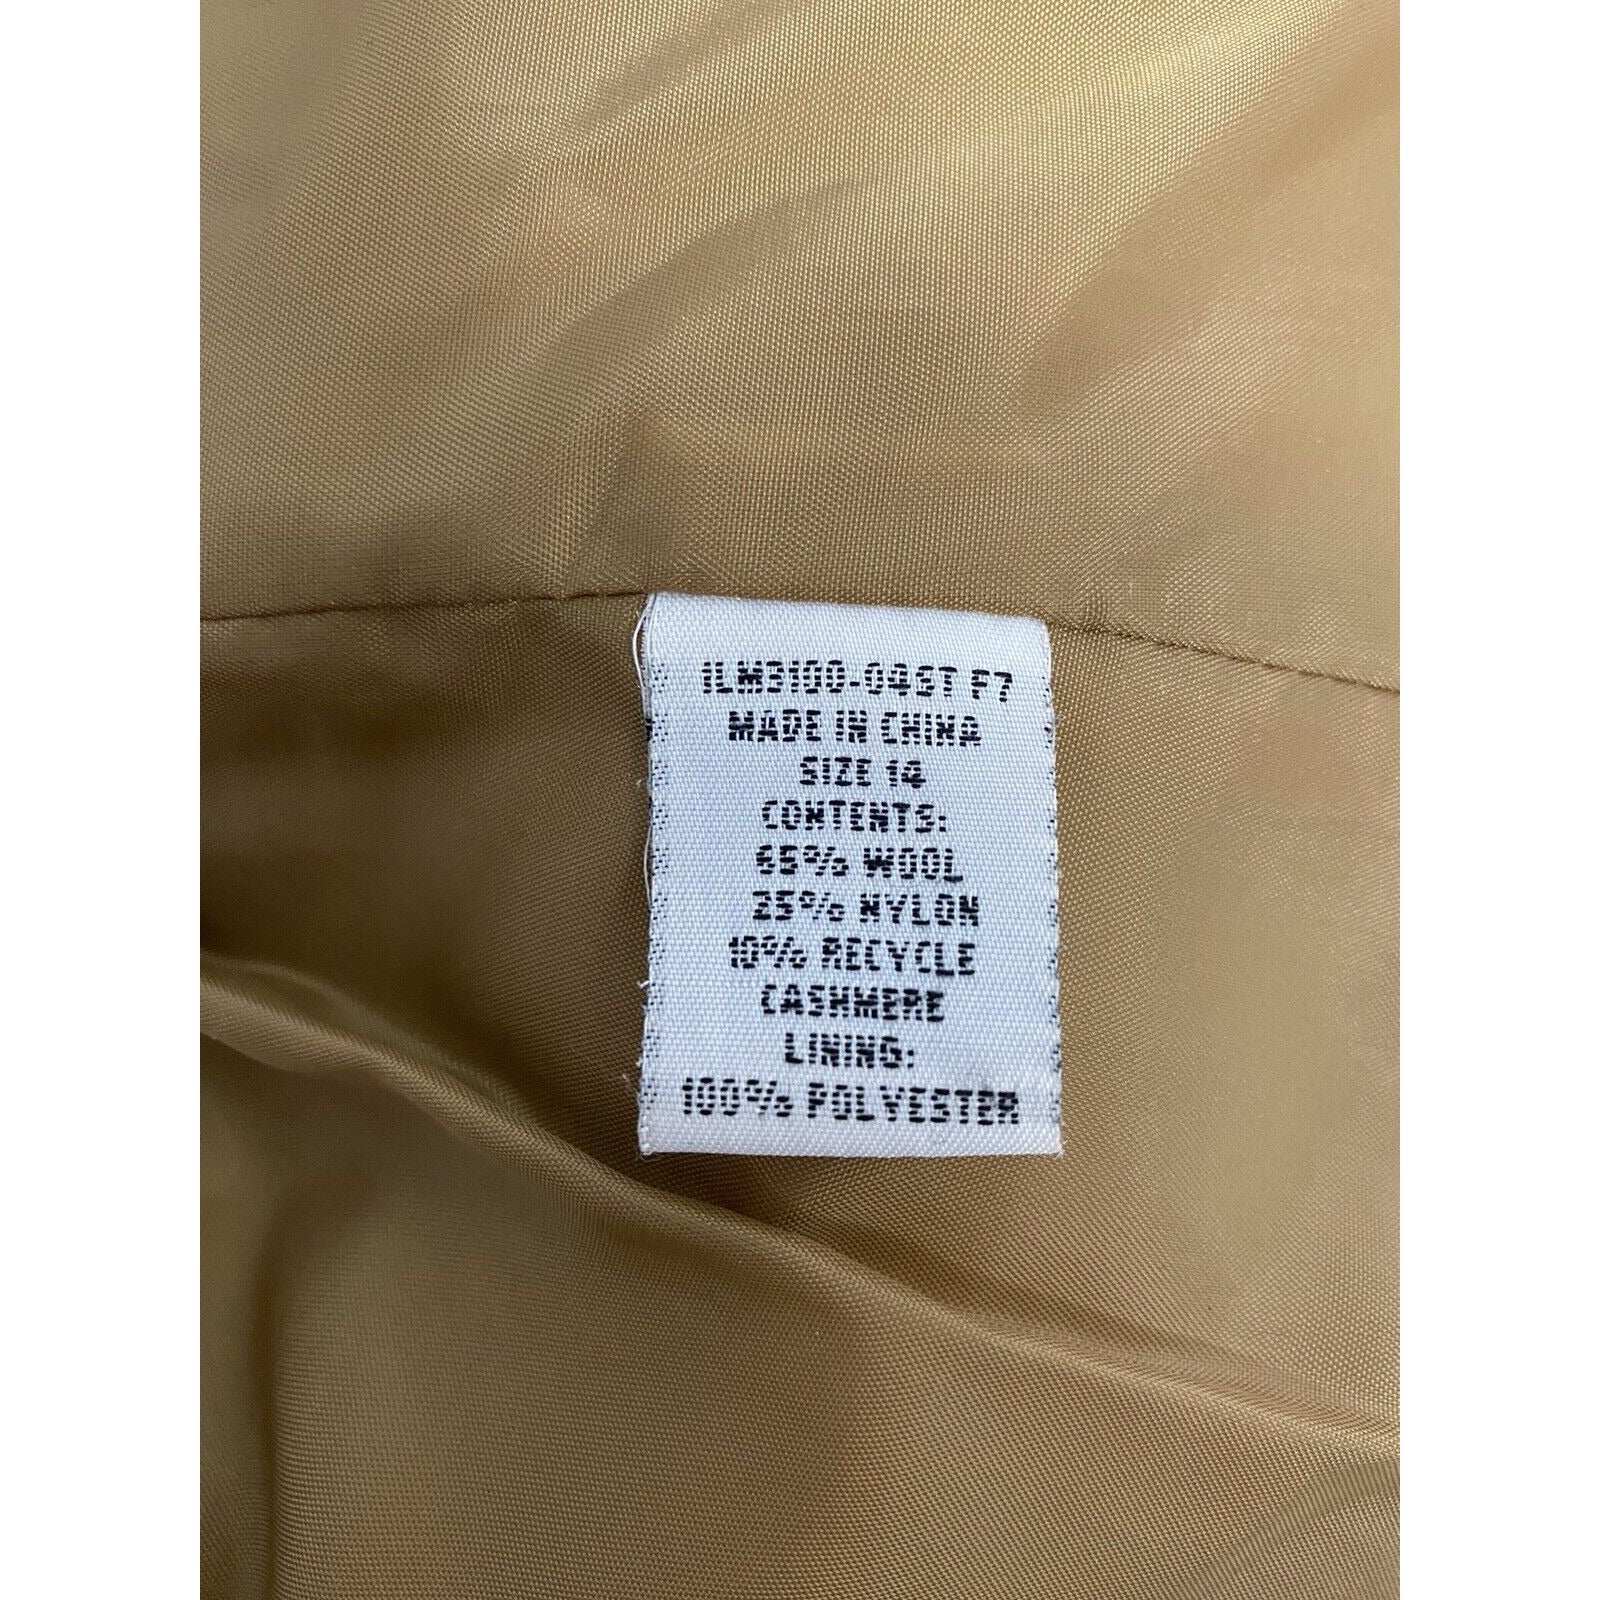 ILM3100-04ST F7
MADE IN CHINA
SIZE 14
CONTENTS:
65% WOOL
25% NYLON
10% RECYCLE
CASHMERE
LINING:
100% POLYESTER